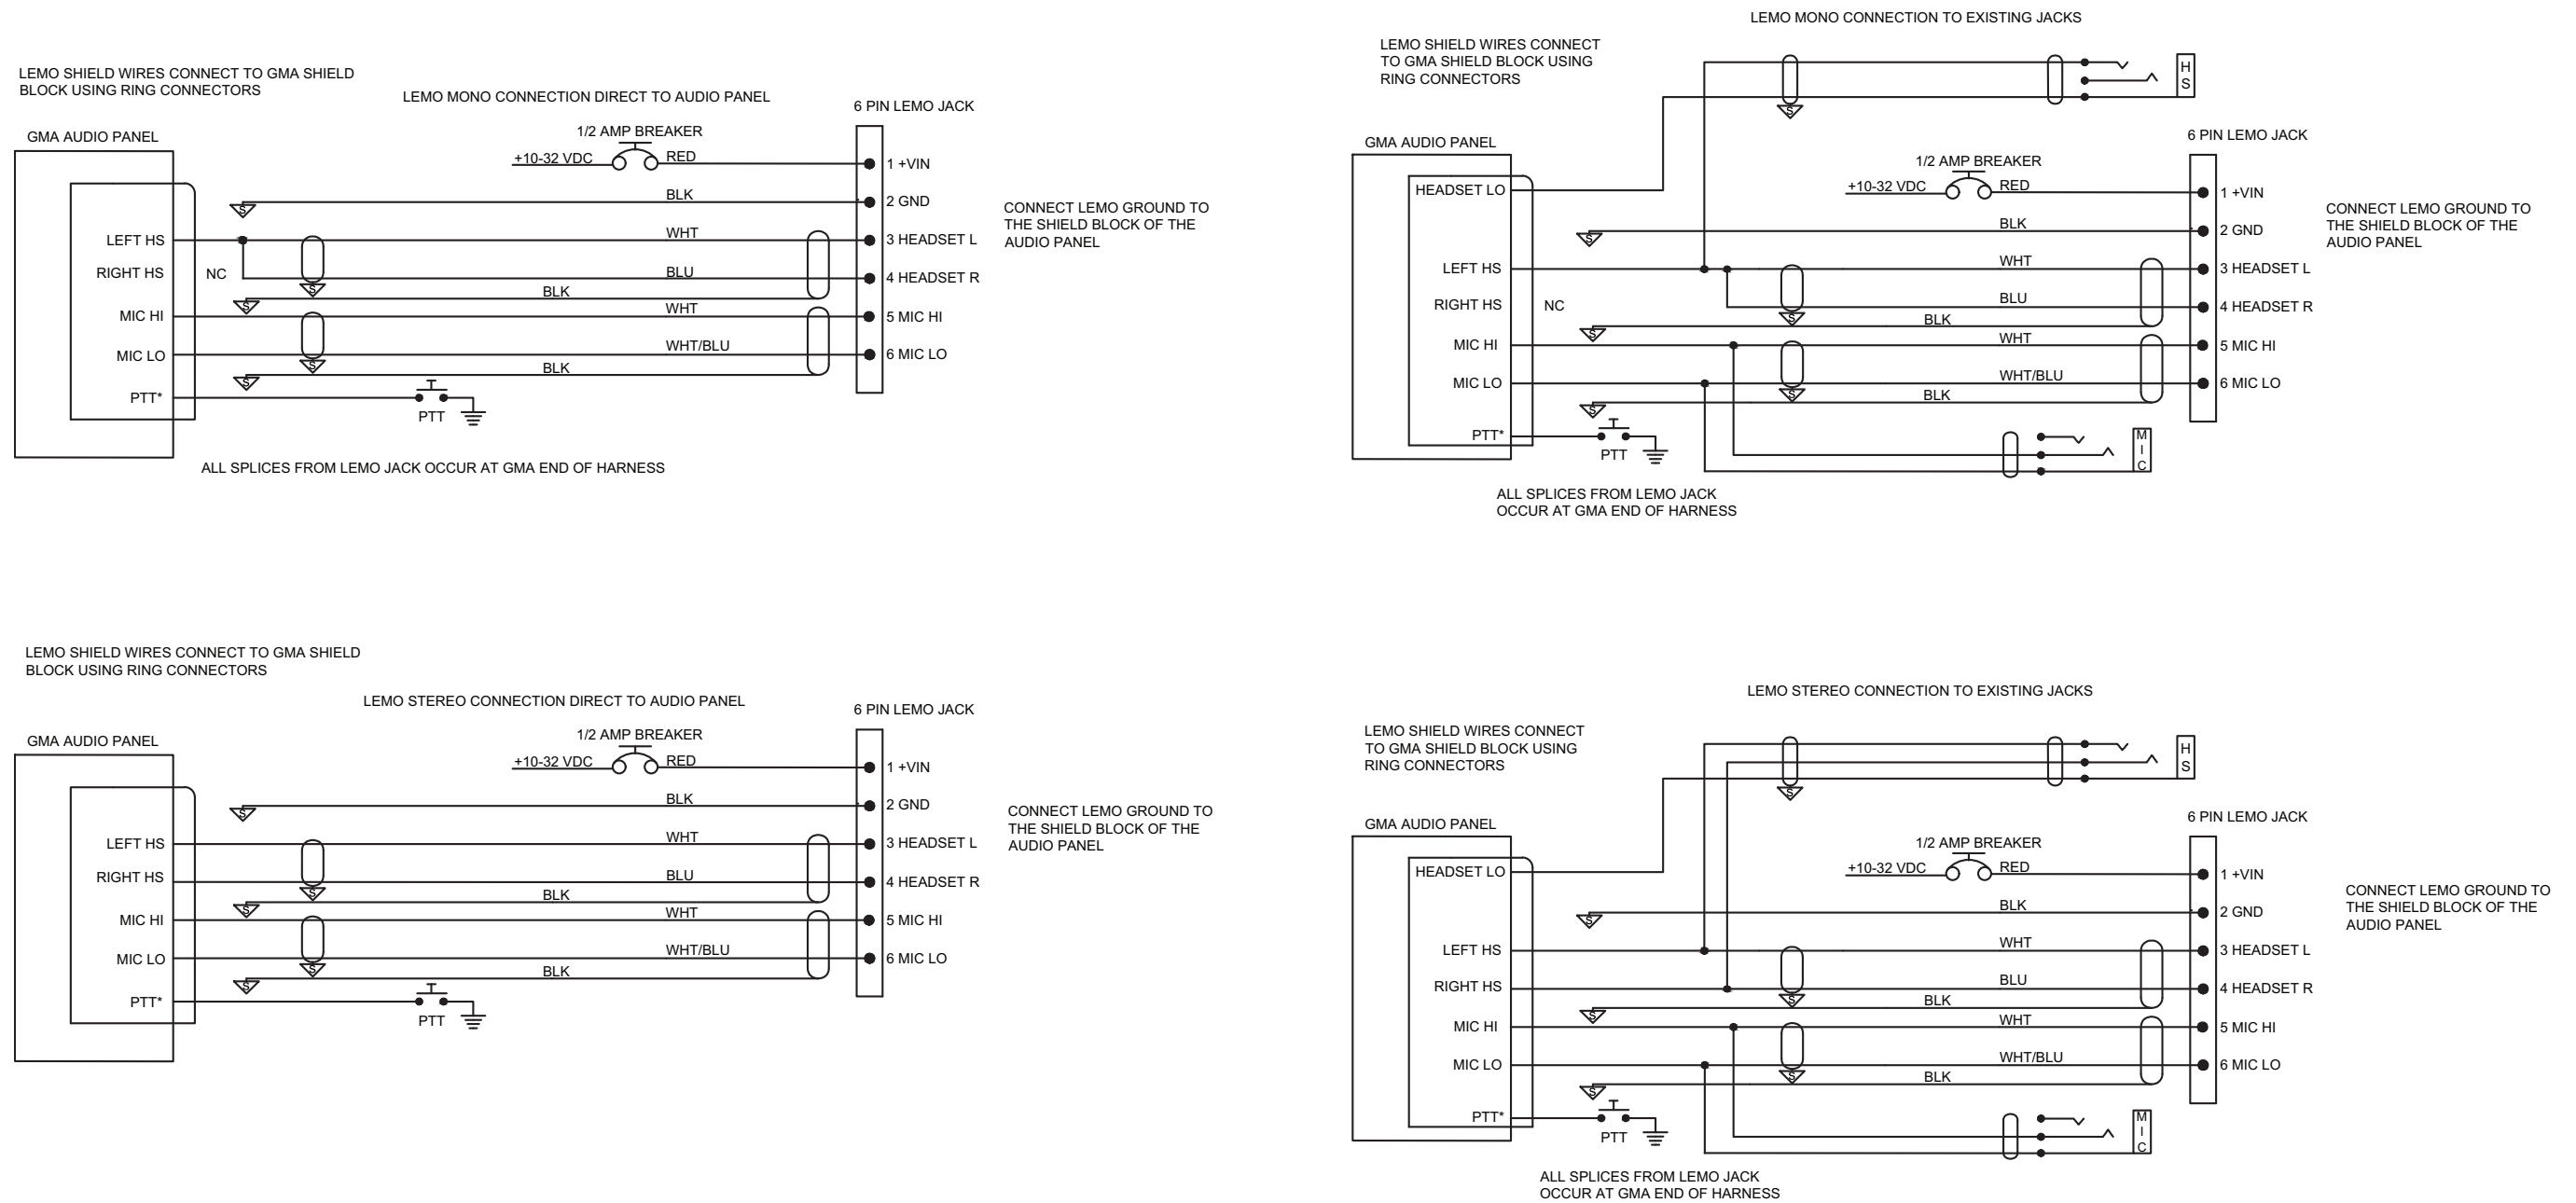 LEMO SHIELD WIRES CONNECT TO GMA SHIELD
BLOCK USING RING CONNECTORS
LEMO MONO CONNECTION DIRECT TO AUDIO PANEL
6 PIN LEMO JACK
GMA AUDIO PANEL
1/2 AMP BREAKER
+10-32 VDC
RED
1 +VIN
BLK
S
2 GND
CONNECT LEMO GROUND TO
THE SHIELD BLOCK OF THE
AUDIO PANEL
LEFT HS
WHT
3 HEADSET L
RIGHT HS
NC
BLU
4 HEADSET R
S
BLK
S
MIC HI
WHT
5 MIC HI
MIC LO
WHT/BLU
6 MIC LO
S
BLK
S
PTT*
PTT
ALL SPLICES FROM LEMO JACK OCCUR AT GMA END OF HARNESS
LEMO MONO CONNECTION TO EXISTING JACKS
LEMO SHIELD WIRES CONNECT
TO GMA SHIELD BLOCK USING
RING CONNECTORS
H
S
S
6 PIN LEMO JACK
GMA AUDIO PANEL
1/2 AMP BREAKER
HEADSET LO
+10-32 VDC
RED
1 +VIN
BLK
S
2 GND
CONNECT LEMO GROUND TO
THE SHIELD BLOCK OF THE
AUDIO PANEL
LEFT HS
WHT
3 HEADSET L
RIGHT HS
NC
BLU
4 HEADSET R
S
BLK
S
MIC HI
WHT
5 MIC HI
MIC LO
WHT/BLU
6 MIC LO
S
BLK
S
PTT*
PTT
M
I
C
ALL SPLICES FROM LEMO JACK
OCCUR AT GMA END OF HARNESS
LEMO SHIELD WIRES CONNECT TO GMA SHIELD
BLOCK USING RING CONNECTORS
LEMO STEREO CONNECTION DIRECT TO AUDIO PANEL
6 PIN LEMO JACK
GMA AUDIO PANEL
1/2 AMP BREAKER
+10-32 VDC
RED
1 +VIN
BLK
S
2 GND
CONNECT LEMO GROUND TO
THE SHIELD BLOCK OF THE
AUDIO PANEL
LEFT HS
WHT
3 HEADSET L
RIGHT HS
BLU
4 HEADSET R
S
BLK
S
MIC HI
WHT
5 MIC HI
MIC LO
WHT/BLU
6 MIC LO
S
BLK
S
PTT*
PTT
LEMO STEREO CONNECTION TO EXISTING JACKS
LEMO SHIELD WIRES CONNECT
TO GMA SHIELD BLOCK USING
RING CONNECTORS
H
S
S
6 PIN LEMO JACK
GMA AUDIO PANEL
1/2 AMP BREAKER
HEADSET LO
+10-32 VDC
RED
1 +VIN
BLK
S
2 GND
CONNECT LEMO GROUND TO
THE SHIELD BLOCK OF THE
AUDIO PANEL
LEFT HS
WHT
3 HEADSET L
RIGHT HS
BLU
4 HEADSET R
S
BLK
S
MIC HI
WHT
5 MIC HI
MIC LO
WHT/BLU
6 MIC LO
S
BLK
S
PTT*
PTT
M
I
C
ALL SPLICES FROM LEMO JACK
OCCUR AT GMA END OF HARNESS